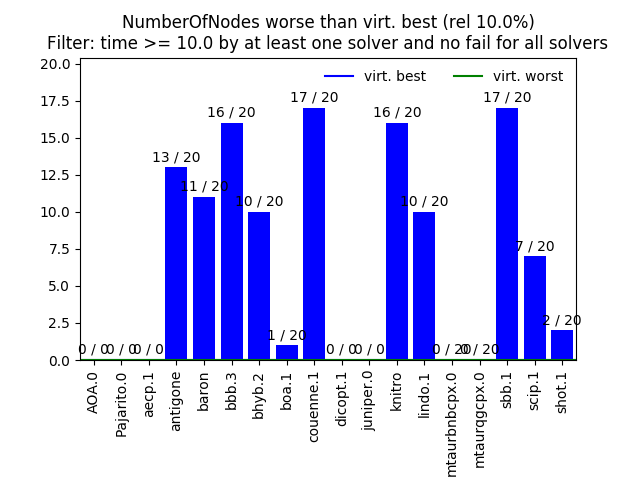 NumberOfNodes worse than virt. best (rel 10.0%)
Filter: time >= 10.0 by at least one solver and no fail for all solvers
virt. best
virt. worst
20.0
17.5
15.0
12.5
10.0
7.5
5.0
2.5
0.0
0 / 0
0 / 0
0 / 0
13 / 20
11 / 20
16 / 20
10 / 20
1 / 20
17 / 20
0 / 0
0 / 0
16 / 20
10 / 20
0 / 20
0 / 20
17 / 20
7 / 20
2 / 20
AOA.0
Pajarito.0
aecp.1
antigone
baron
bbb.3
bhyb.2
boa.1
couenne.1
dicopt.1
juniper.0
knitro
lindo.1
mtaurbnbcpx.0
mtaurqgcpx.0
sbb.1
scip.1
shot.1